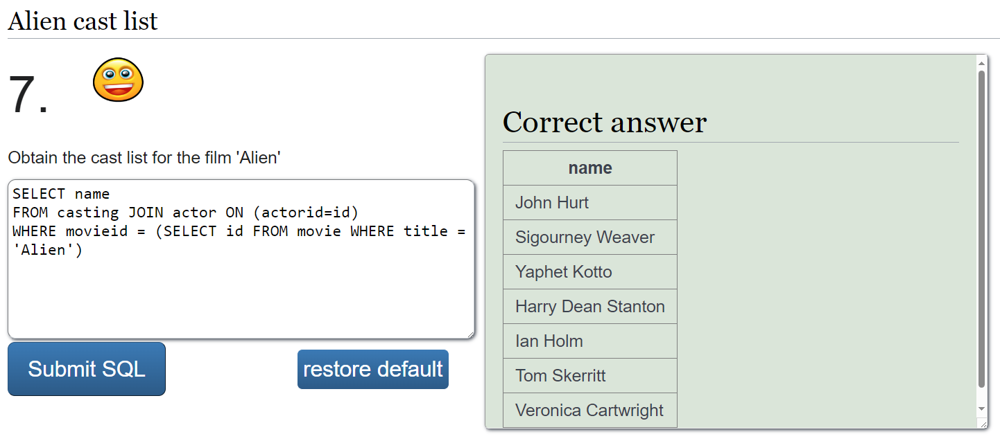 Alien cast list
7.
Obtain the cast list for the film 'Alien'
SELECT name
FROM casting JOIN actor ON (actorid=id)
WHERE movieid = (SELECT id FROM movie WHERE title =
'Alien')
Submit SQL
restore default
Correct answer
name
John Hurt
Sigourney Weaver
Yaphet Kotto
Harry Dean Stanton
Ian Holm
Tom Skerritt
Veronica Cartwright